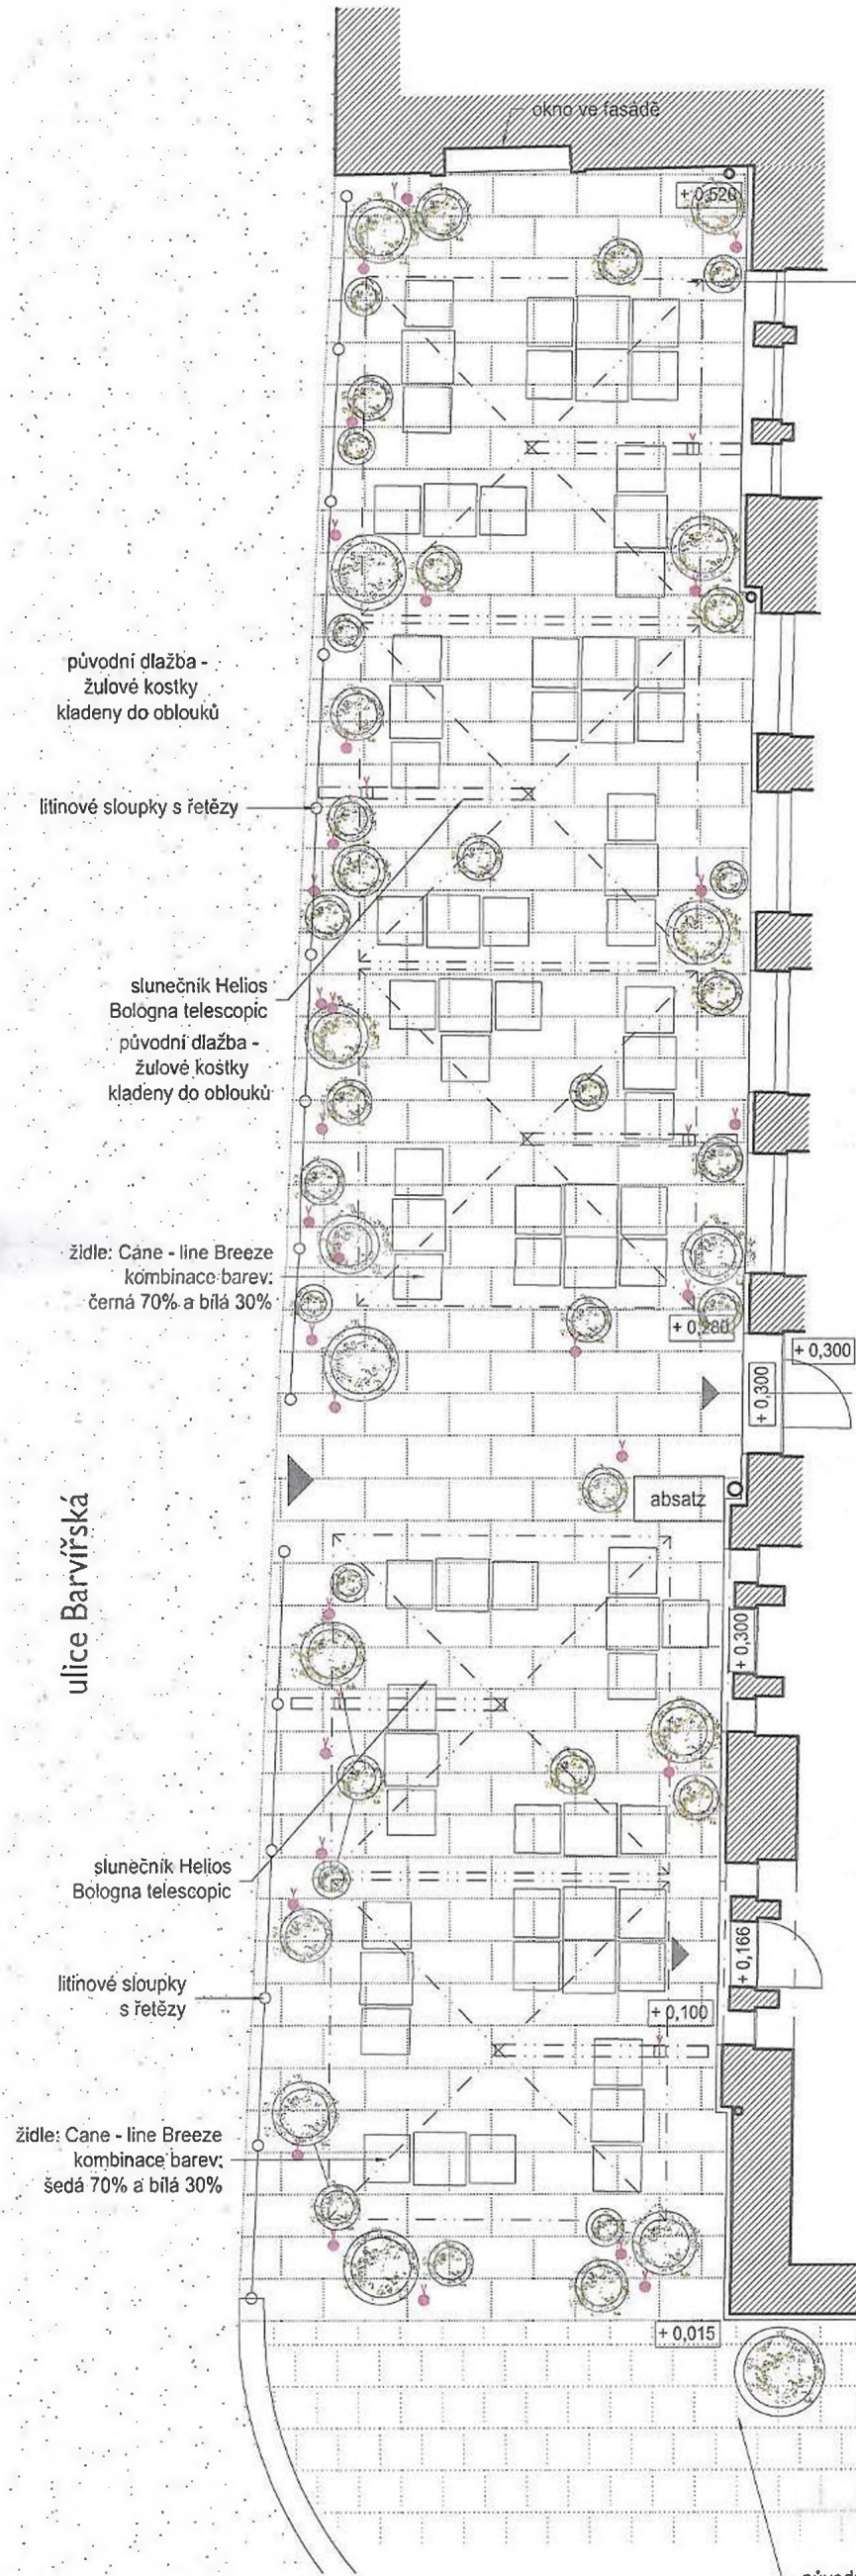 okno ve fasádě
+ 0,520
původní dlažba -
žulové kostky
kladeny do oblouků
litinové sloupky s řetězy
slunečník Helios
Bologna telescopic
původní dlažba -
žulové kostky
kladeny do oblouků
židle: Cane - line Breeze
kombinace barev:
černá 70% a bílá 30%
+ 0,280
+ 0,300
+ 0,300
absatz
ulice Barvířská
+ 0,300
slunečník Helios
Bologna telescopic
+ 0,166
litinové sloupky
s řetězy
+ 0,100
židle: Cane - line Breeze
kombinace barev:
šedá 70% a bílá 30%
+ 0,015